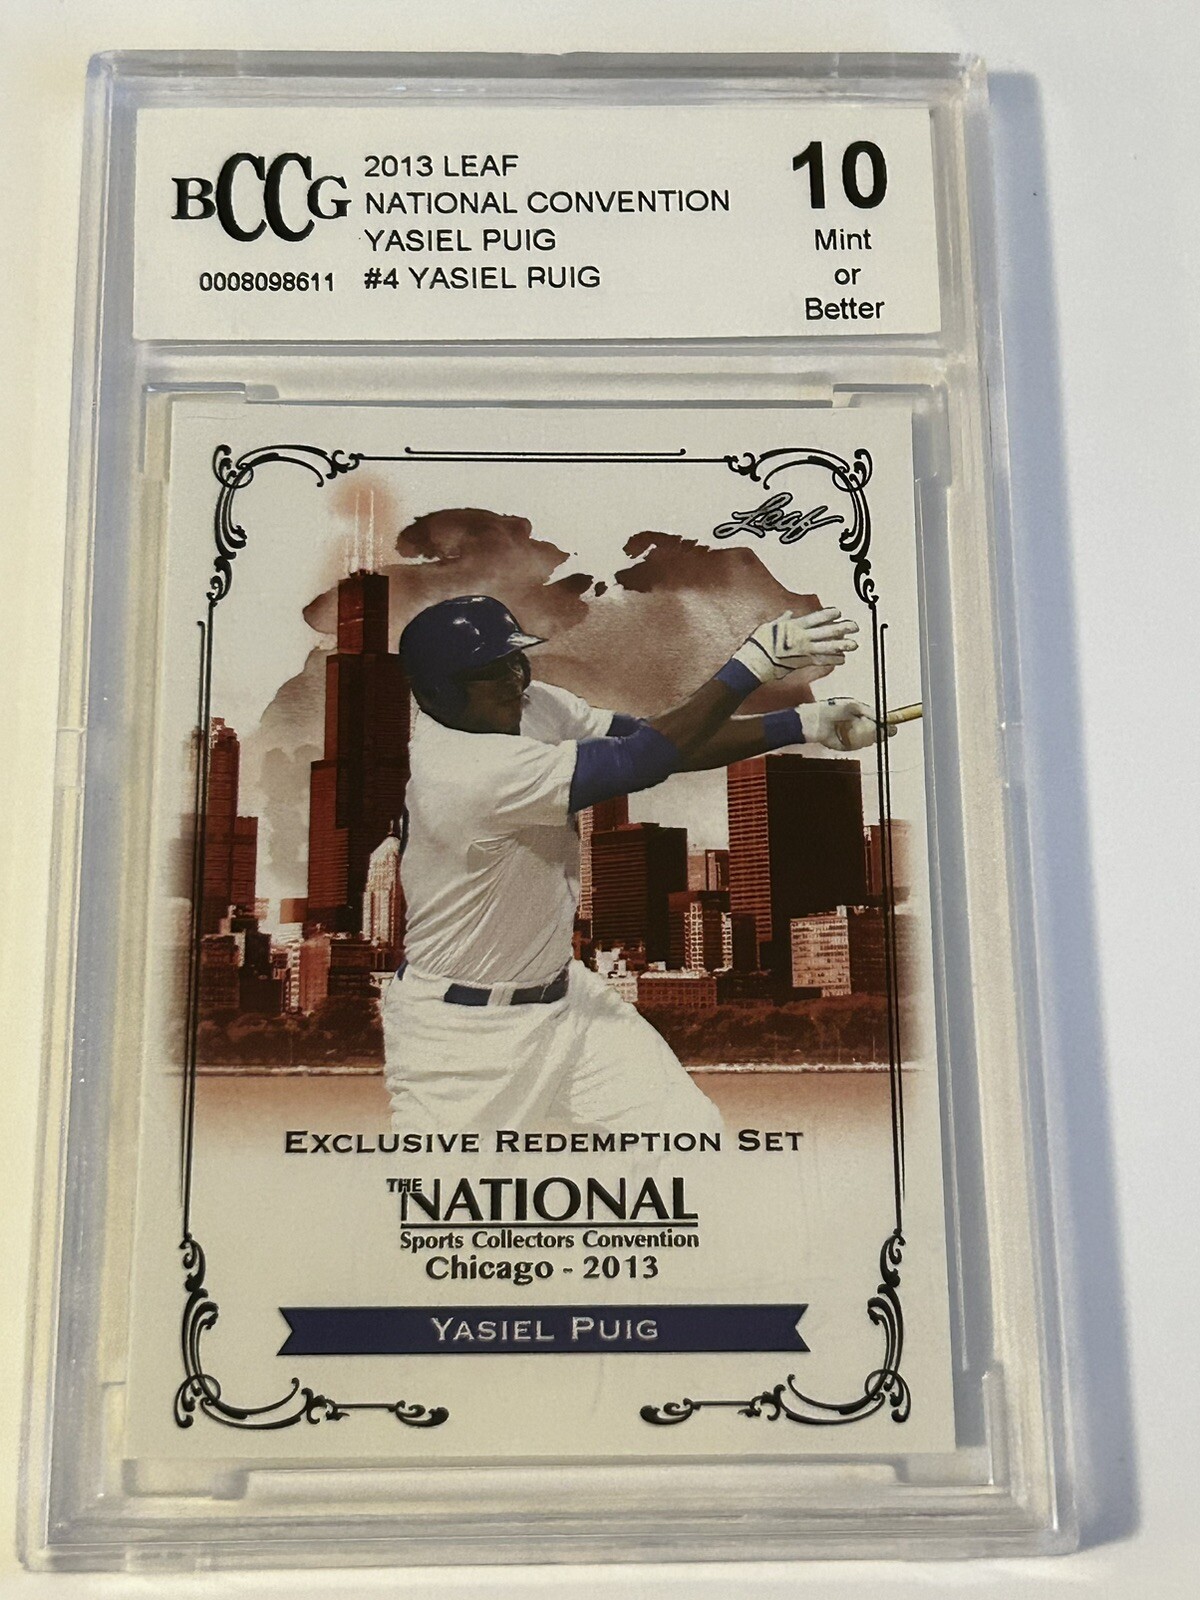 BCCG
0008098611
2013 LEAF
NATIONAL CONVENTION
YASIEL PUIG
#4 YASIEL PUIG
10
Mint
or
Better
Leaf
EXCLUSIVE REDEMPTION SET
THE NATIONAL
Sports Collectors Convention
Chicago - 2013
YASIEL PUIG